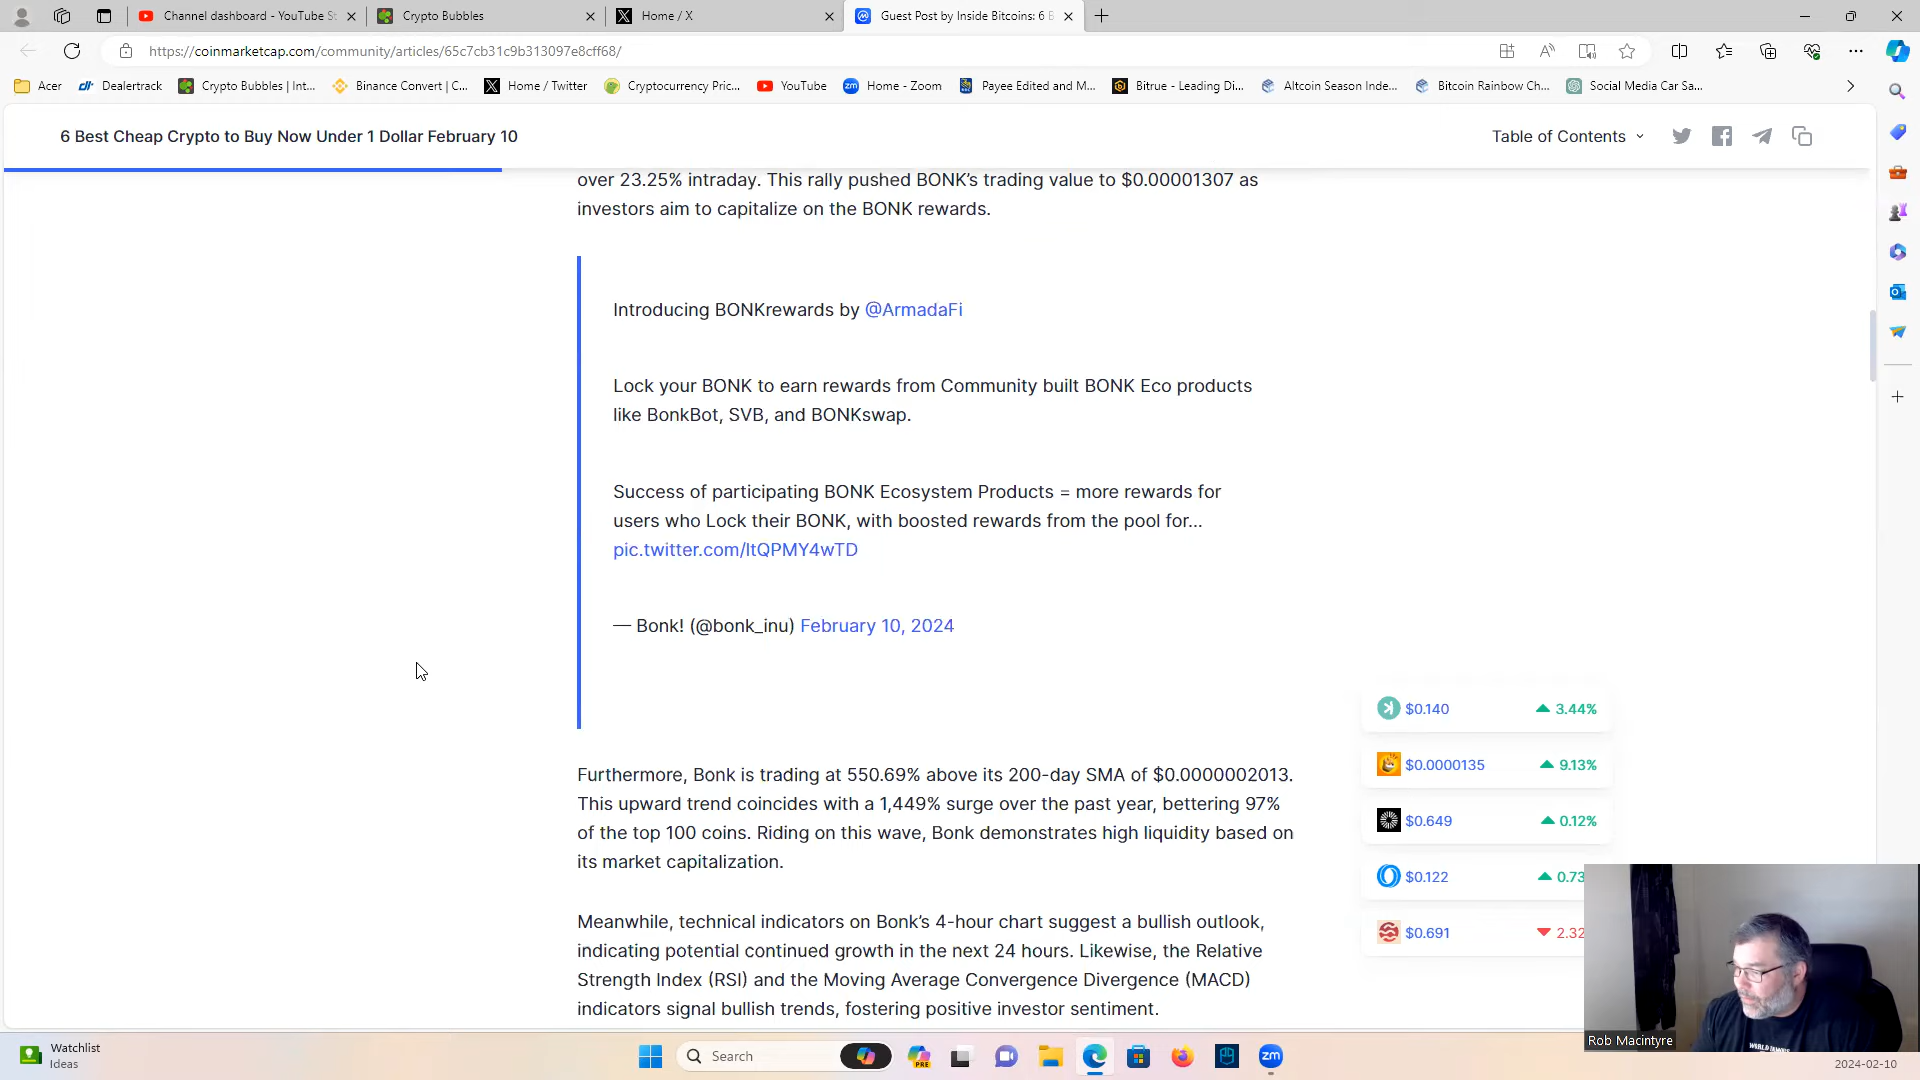 Channel dashboard - YouTube St
Crypto Bubbles
Home / X
Guest Post by Inside Bitcoins: 6 B
https://coinmarketcap.com/community/articles/65c7cb31c9b313097e8cff68/
Acer
Dealertrack
Crypto Bubbles | Int...
Binance Convert | C...
Home / Twitter
Cryptocurrency Pric...
YouTube
Home - Zoom
Payee Edited and M...
Bitrue - Leading Di...
Altcoin Season Inde...
Bitcoin Rainbow Ch...
Social Media Car Sa...
6 Best Cheap Crypto to Buy Now Under 1 Dollar February 10
Table of Contents
over 23.25% intraday. This rally pushed BONK's trading value to $0.00001307 as
investors aim to capitalize on the BONK rewards.
Introducing BONKrewards by @ArmadaFi
Lock your BONK to earn rewards from Community built BONK Eco products
like BonkBot, SVB, and BONKswap.
Success of participating BONK Ecosystem Products = more rewards for
users who Lock their BONK, with boosted rewards from the pool for…
pic.twitter.com/ltQPMY4wTD
— Bonk! (@bonk_inu) February 10, 2024
Furthermore, Bonk is trading at 550.69% above its 200-day SMA of $0.0000002013.
This upward trend coincides with a 1,449% surge over the past year, bettering 97%
of the top 100 coins. Riding on this wave, Bonk demonstrates high liquidity based on
its market capitalization.
Meanwhile, technical indicators on Bonk's 4-hour chart suggest a bullish outlook,
indicating potential continued growth in the next 24 hours. Likewise, the Relative
Strength Index (RSI) and the Moving Average Convergence Divergence (MACD)
indicators signal bullish trends, fostering positive investor sentiment.
$0.140 3.44%
$0.0000135 9.13%
$0.649 0.12%
$0.122 0.73
$0.691 2.32
Rob Macintyre
Watchlist
Ideas
Search
PRE
zm
2024-02-10